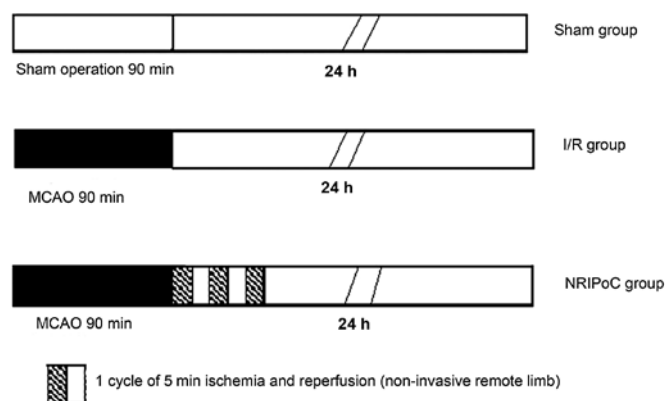 Sham group
Sham operation 90 min
24 h
I/R group
24 h
MCAO 90 min
NRIPoC group
MCAO 90 min
24 h
1 cycle of 5 min ischemia and reperfusion (non-invasive remote limb)